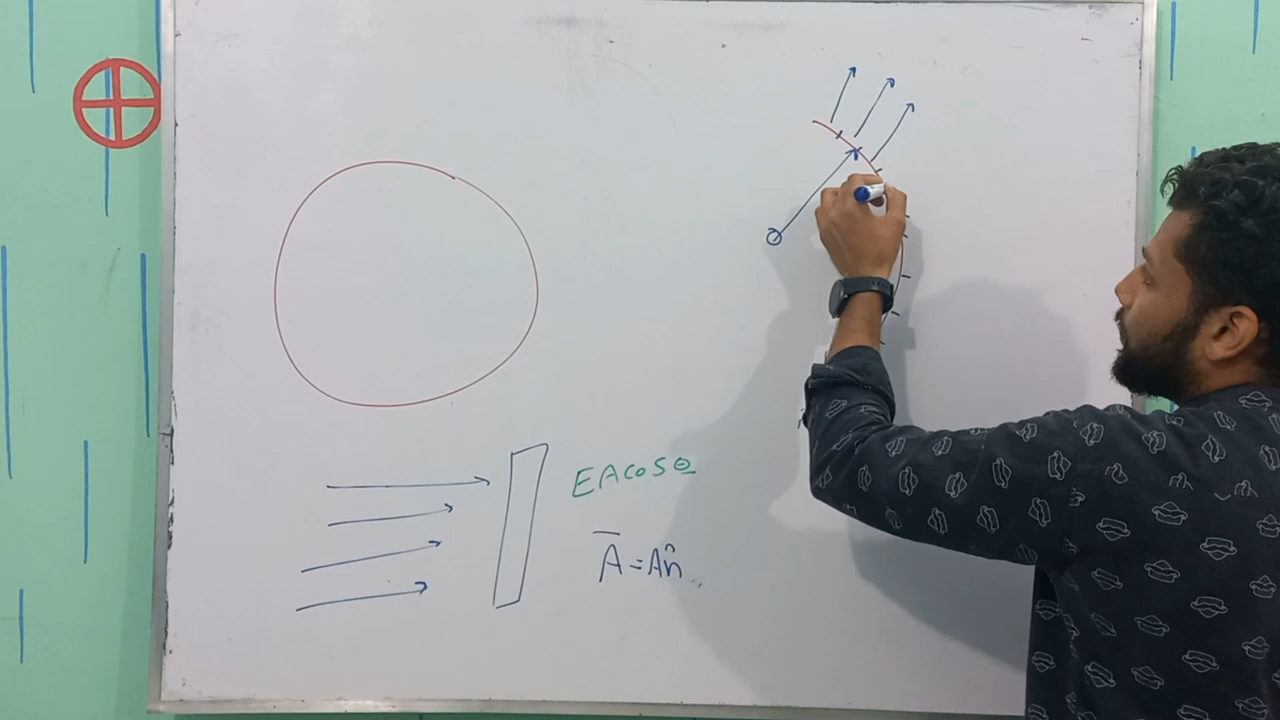 EACOSθ
A̅ = An̂